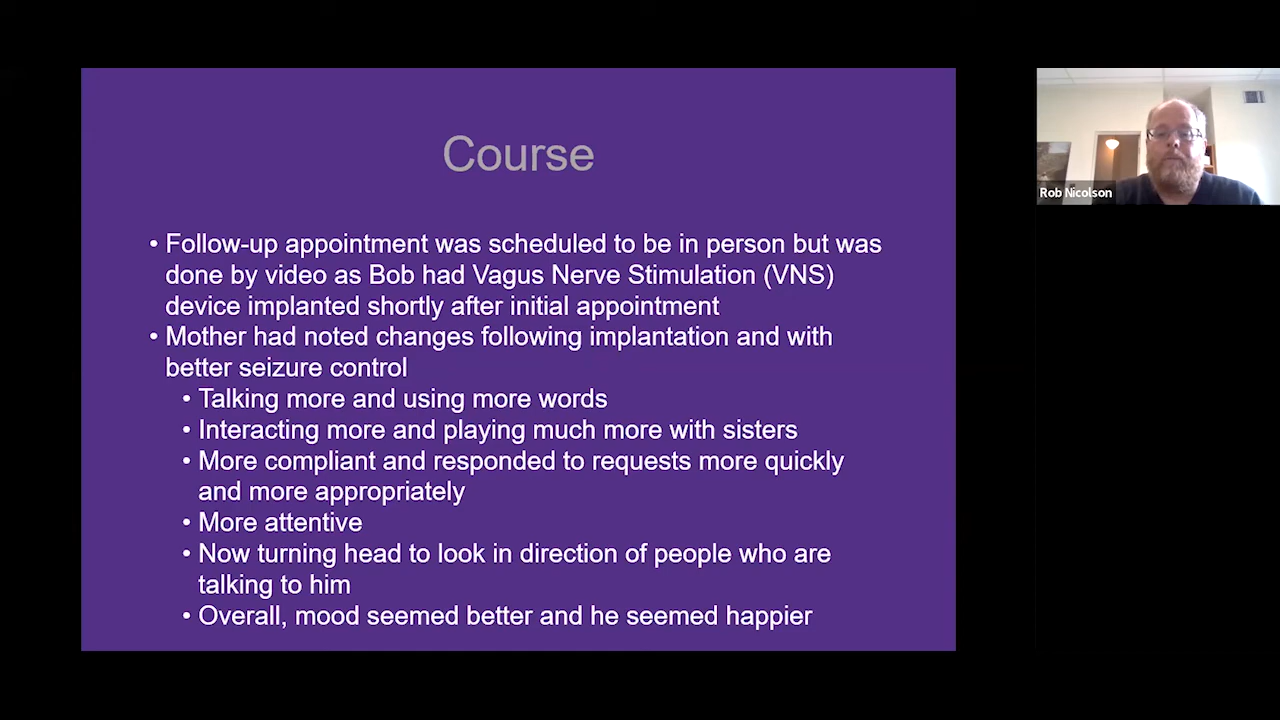 Course
• Follow-up appointment was scheduled to be in person but was
done by video as Bob had Vagus Nerve Stimulation (VNS)
device implanted shortly after initial appointment
• Mother had noted changes following implantation and with
better seizure control
• Talking more and using more words
• Interacting more and playing much more with sisters
• More compliant and responded to requests more quickly
and more appropriately
• More attentive
• Now turning head to look in direction of people who are
talking to him
• Overall, mood seemed better and he seemed happier
Rob Nicolson